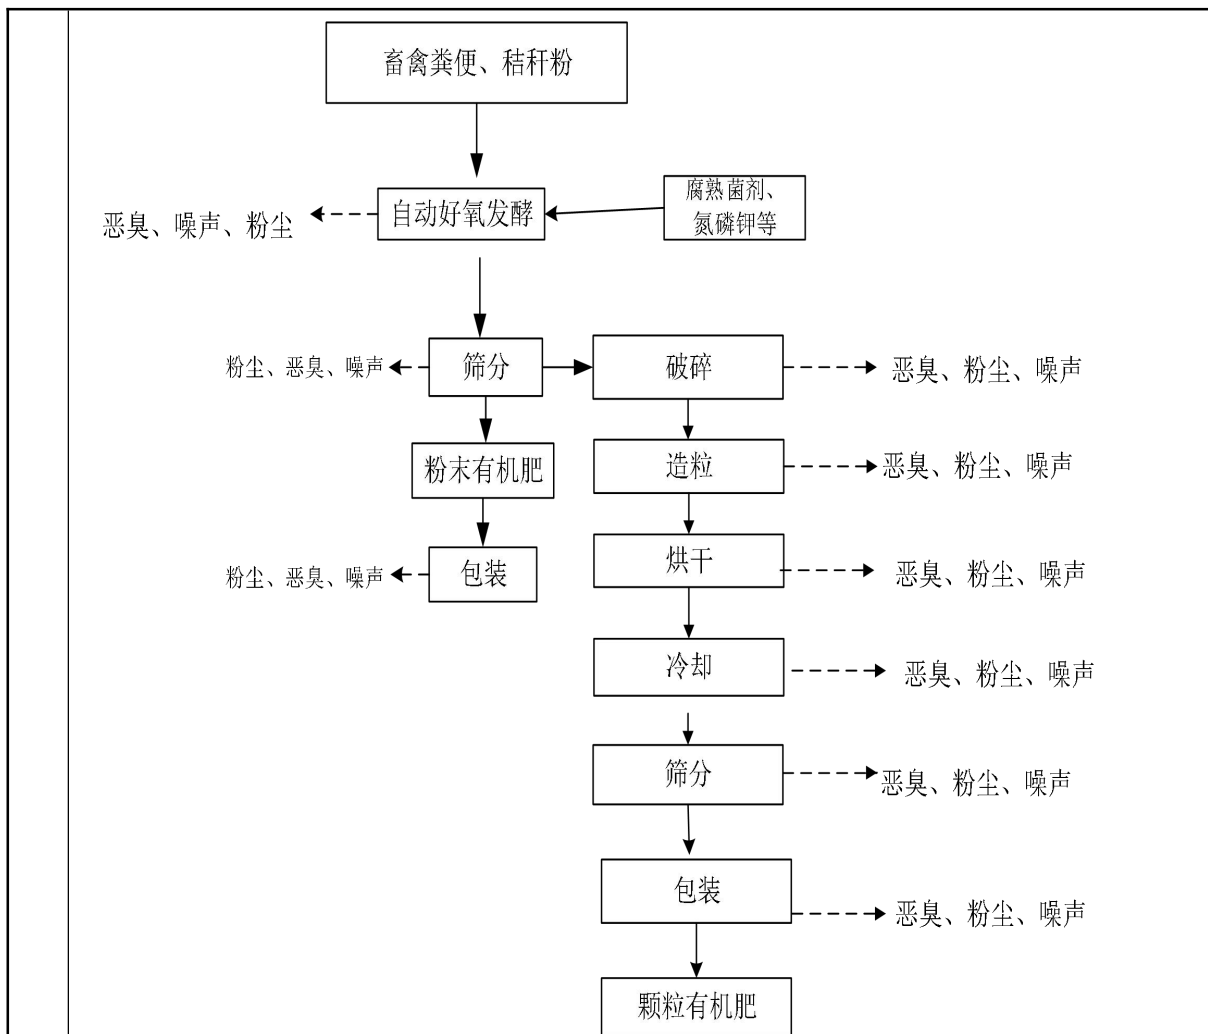 畜禽粪便、秸秆粉
腐熟菌剂、
氮磷钾等
自动好氧发酵
恶臭、噪声、粉尘
粉尘、恶臭、噪声
筛分
破碎
恶臭、粉尘、噪声
粉末有机肥
造粒
恶臭、粉尘、噪声
粉尘、恶臭、噪声
包装
烘干
恶臭、粉尘、噪声
冷却
恶臭、粉尘、噪声
筛分
恶臭、粉尘、噪声
包装
恶臭、粉尘、噪声
颗粒有机肥